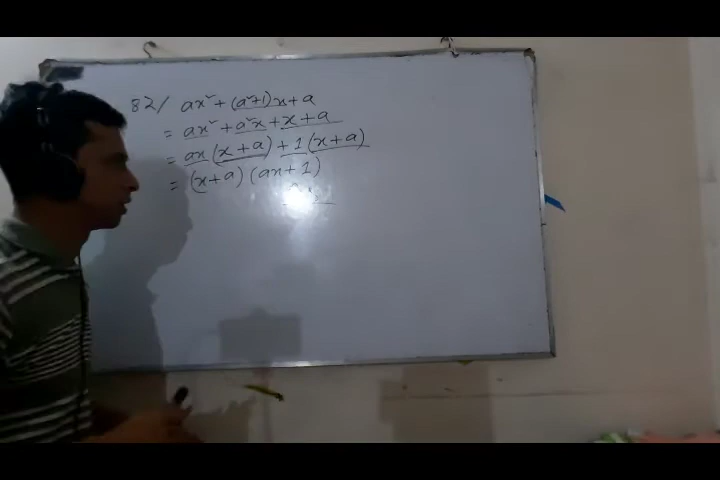 82/ ax² + (a²+1)x + a
= ax² + a²x + x + a
= ax (x + a) + 1 (x + a)
= (x + a) (ax + 1)